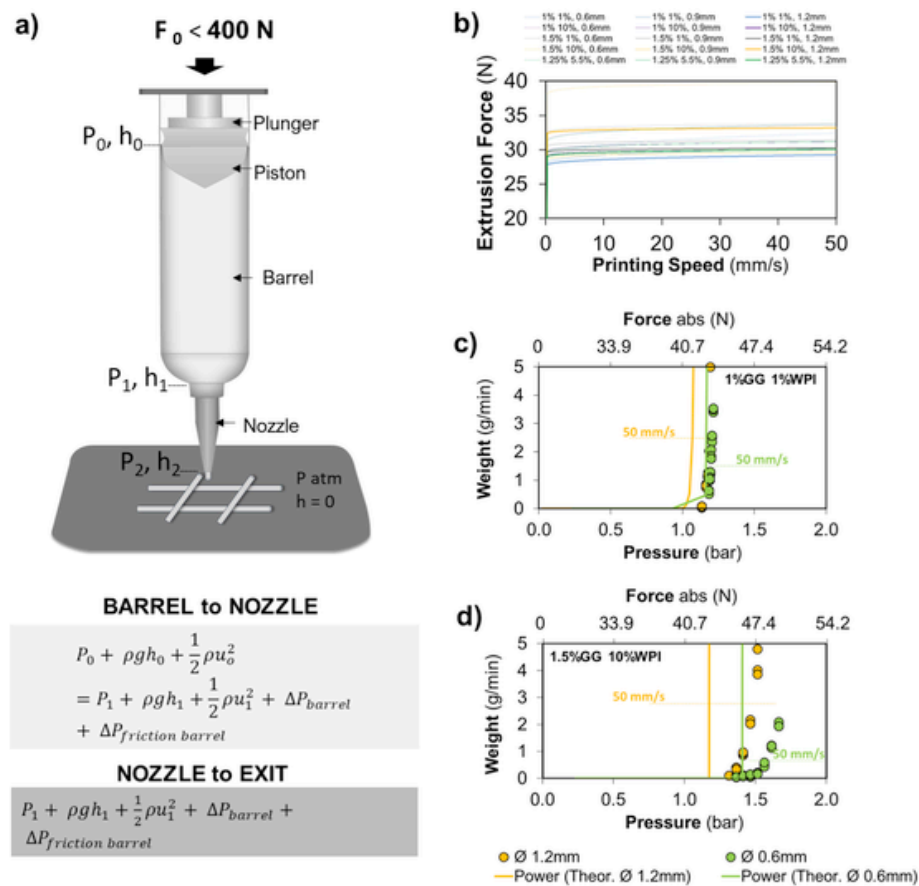 a)
F₀ < 400 N
P₀, h₀
Plunger
Piston
Barrel
P₁, h₁
Nozzle
P₂, h₂
P atm
h = 0
BARREL to NOZZLE
P₀ + ρgh₀ + 1/2 ρu₀²
= P₁ + ρgh₁ + 1/2 ρu₁² + ΔP_barrel
+ ΔP_friction barrel
NOZZLE to EXIT
P₁ + ρgh₁ + 1/2 ρu₁² + ΔP_barrel +
ΔP_friction barrel
b)
1% 1%, 0.6mm 1% 1%, 0.9mm 1% 1%, 1.2mm
1% 10%, 0.6mm 1% 10%, 0.9mm 1% 10%, 1.2mm
1.5% 1%, 0.6mm 1.5% 1%, 0.9mm 1.5% 1%, 1.2mm
1.5% 10%, 0.6mm 1.5% 10%, 0.9mm 1.5% 10%, 1.2mm
1.25% 5.5%, 0.6mm 1.25% 5.5%, 0.9mm 1.25% 5.5%, 1.2mm
Extrusion Force (N)
40
35
30
25
20
0 10 20 30 40 50
Printing Speed (mm/s)
c)
Force abs (N)
0 33.9 40.7 47.4 54.2
1%GG 1%WPI
Weight (g/min)
5
4
3
2
1
0
50 mm/s
50 mm/s
0.0 0.5 1.0 1.5 2.0
Pressure (bar)
d)
Force abs (N)
0 33.9 40.7 47.4 54.2
1.5%GG 10%WPI
Weight (g/min)
5
4
3
2
1
0
50 mm/s
50 mm/s
0.0 0.5 1.0 1.5 2.0
Pressure (bar)
Ø 1.2mm Ø 0.6mm
Power (Theor. Ø 1.2mm) Power (Theor. Ø 0.6mm)